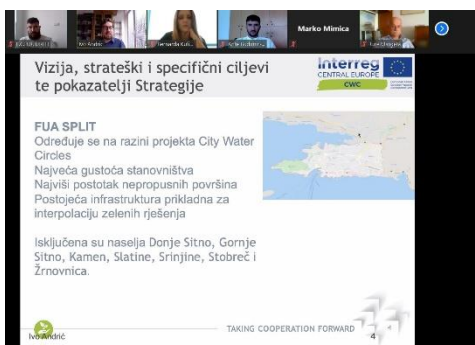 Ivo Andrić
Marko Mimica
Vizija, strateški i specifični ciljevi
te pokazatelji Strategije
Interreg
CENTRAL EUROPE
CWC
FUA SPLIT
Određuje se na razini projekta City Water
Circles
Najveća gustoća stanovništva
Najviši postotak nepropusnih površina
Postojeća infrastruktura prikladna za
interpolaciju zelenih rješenja
Isključena su naselja Donje Sitno, Gornje
Sitno, Kamen, Slatine, Srinjine, Stobreč i
Žrnovnica.
Ivo Andrić
TAKING COOPERATION FORWARD
4